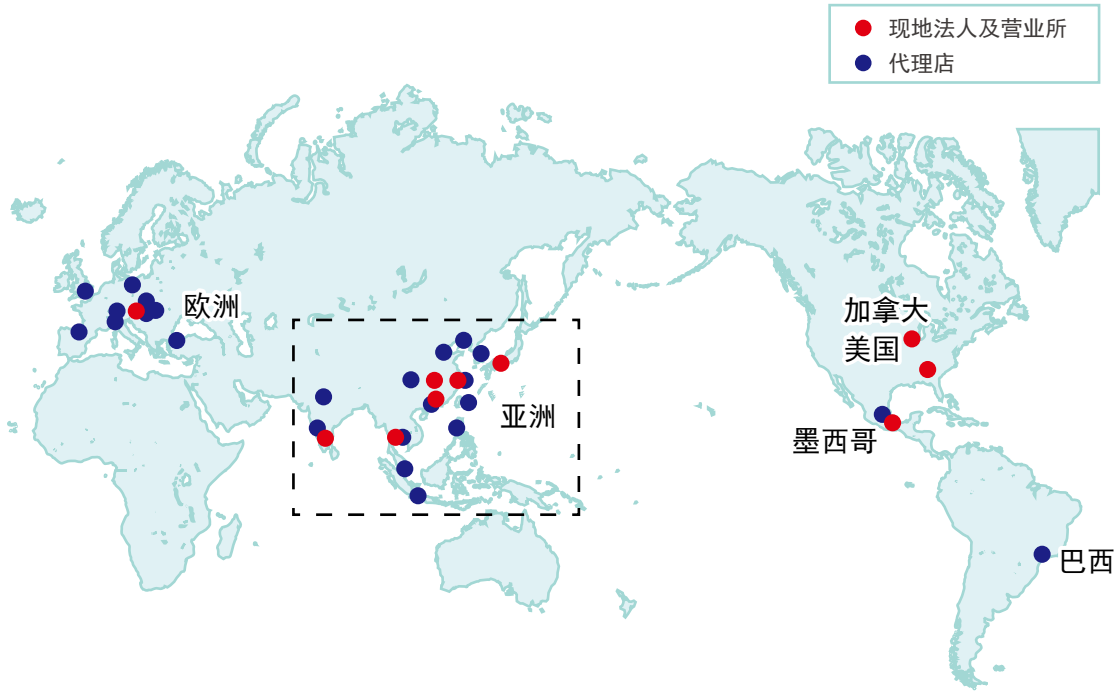 现地法人及营业所
代理店
欧洲
加拿大
美国
亚洲
墨西哥
巴西